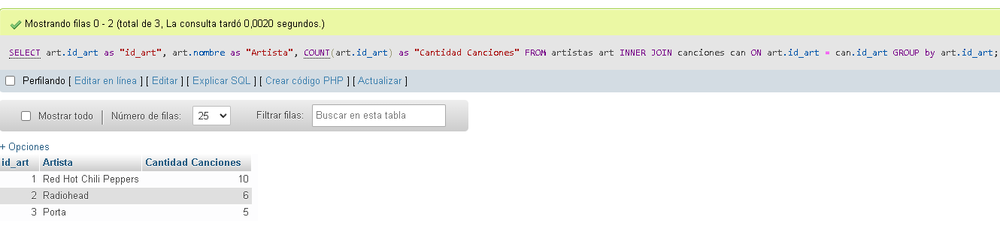 Mostrando filas 0 - 2 (total de 3, La consulta tardó 0,0020 segundos.)
SELECT art.id_art as "id_art", art.nombre as "Artista", COUNT(art.id_art) as "Cantidad Canciones" FROM artistas art INNER JOIN canciones can ON art.id_art = can.id_art GROUP by art.id_art;
Perfilando [ Editar en línea ] [ Editar ] [ Explicar SQL ] [ Crear código PHP ] [ Actualizar ]
Mostrar todo | Número de filas: 25 Filtrar filas: Buscar en esta tabla
+ Opciones
id_art Artista Cantidad Canciones
1 Red Hot Chili Peppers 10
2 Radiohead 6
3 Porta 5